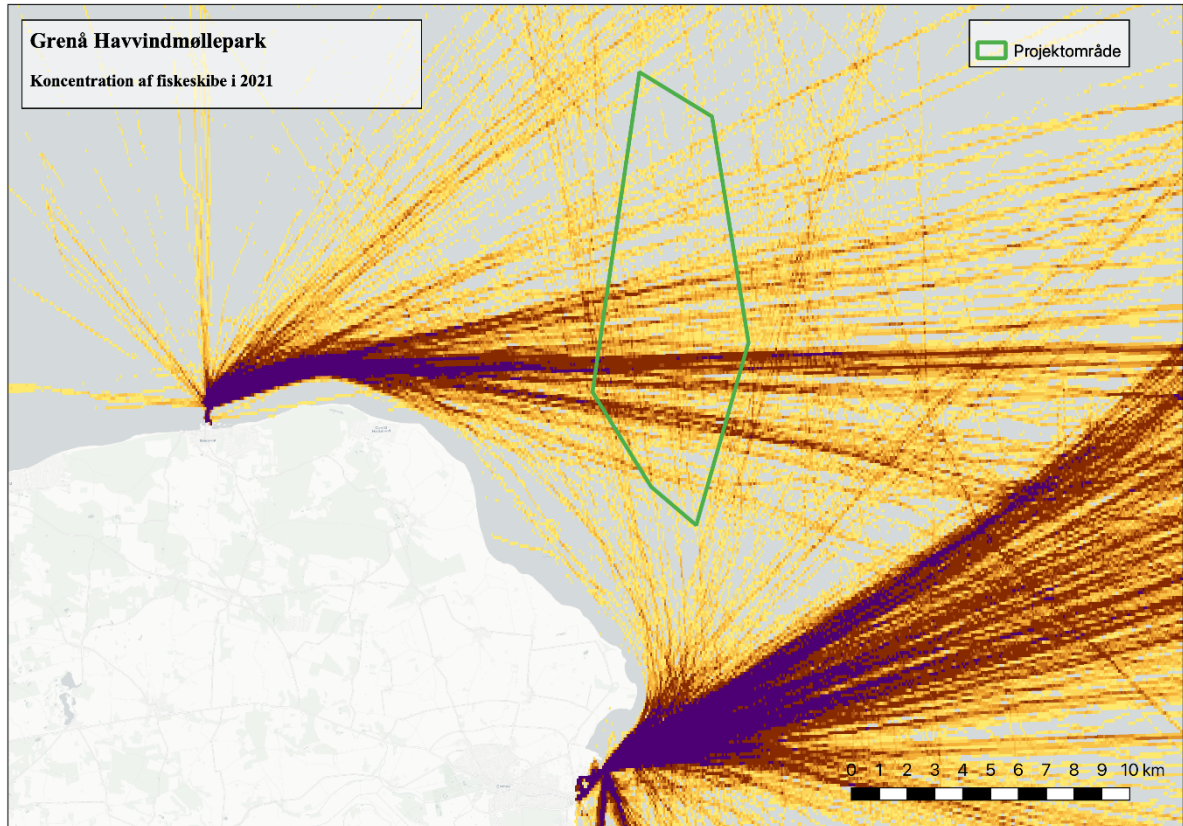 Grenå Havvindmøllepark
Koncentration af fiskeskibe i 2021
Projektområde
0 1 2 3 4 5 6 7 8 9 10 km